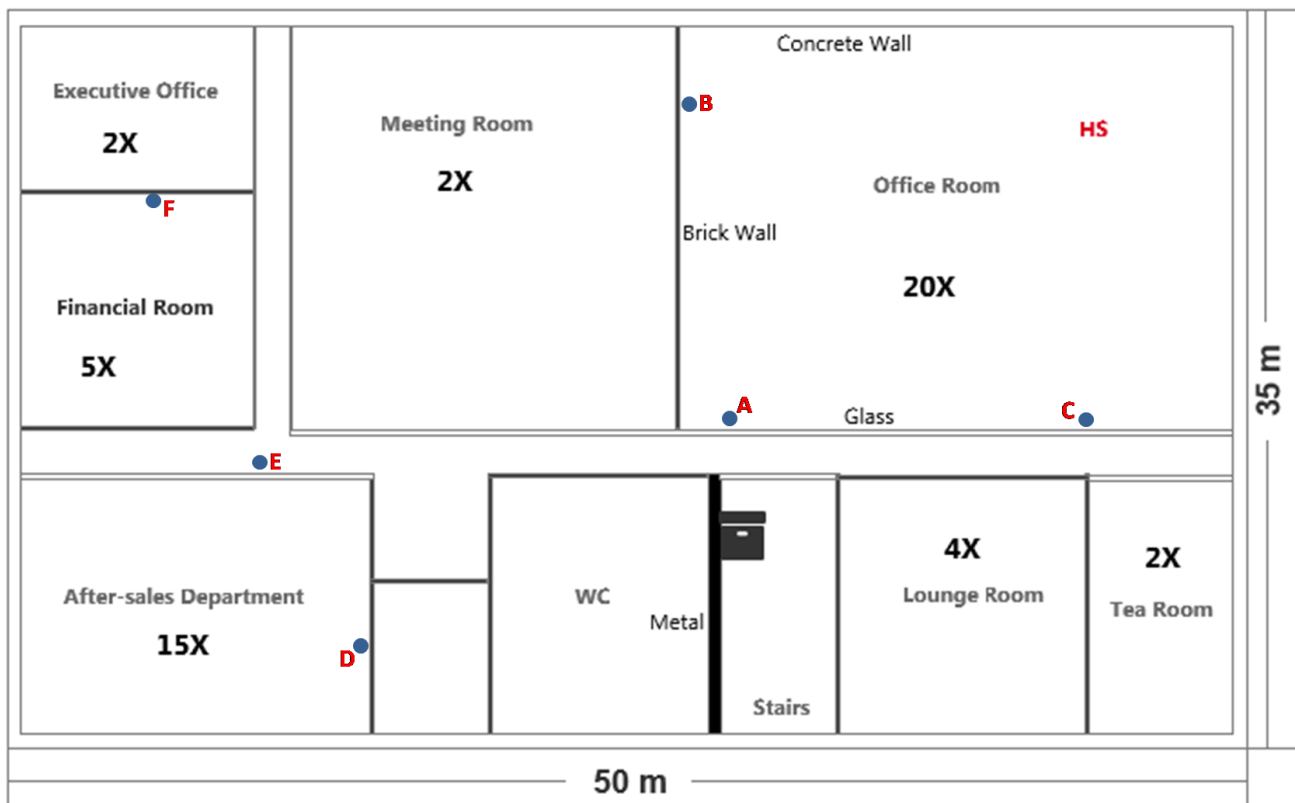 Concrete Wall
Executive Office
2X
Meeting Room
2X
B
HS
Office Room
F
Brick Wall
20X
Financial Room
5X
A
Glass
C
E
35 m
After-sales Department
15X
D
WC
Metal
Stairs
4X
Lounge Room
2X
Tea Room
50 m